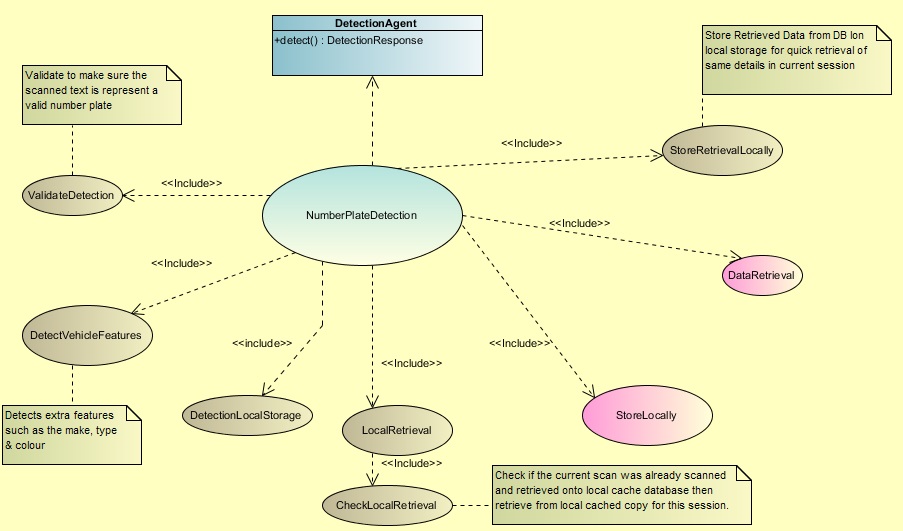 DetectionAgent
+detect() : DetectionResponse
Store Retrieved Data from DB lon
local storage for quick retrieval of
same details in current session
Validate to make sure the
scanned text is represent a
valid number plate
<<Include>>
StoreRetrievalLocally
<<Include>>
ValidateDetection
NumberPlateDetection
<<Include>>
<<Include>>
DataRetrieval
DetectVehicleFeatures
<<include>>
<<Include>>
<<Include>>
Detects extra features
such as the make, type
& colour
DetectionLocalStorage
LocalRetrieval
StoreLocally
<<Include>>
CheckLocalRetrieval
Check if the current scan was already scanned
and retrieved onto local cache database then
retrieve from local cached copy for this session.